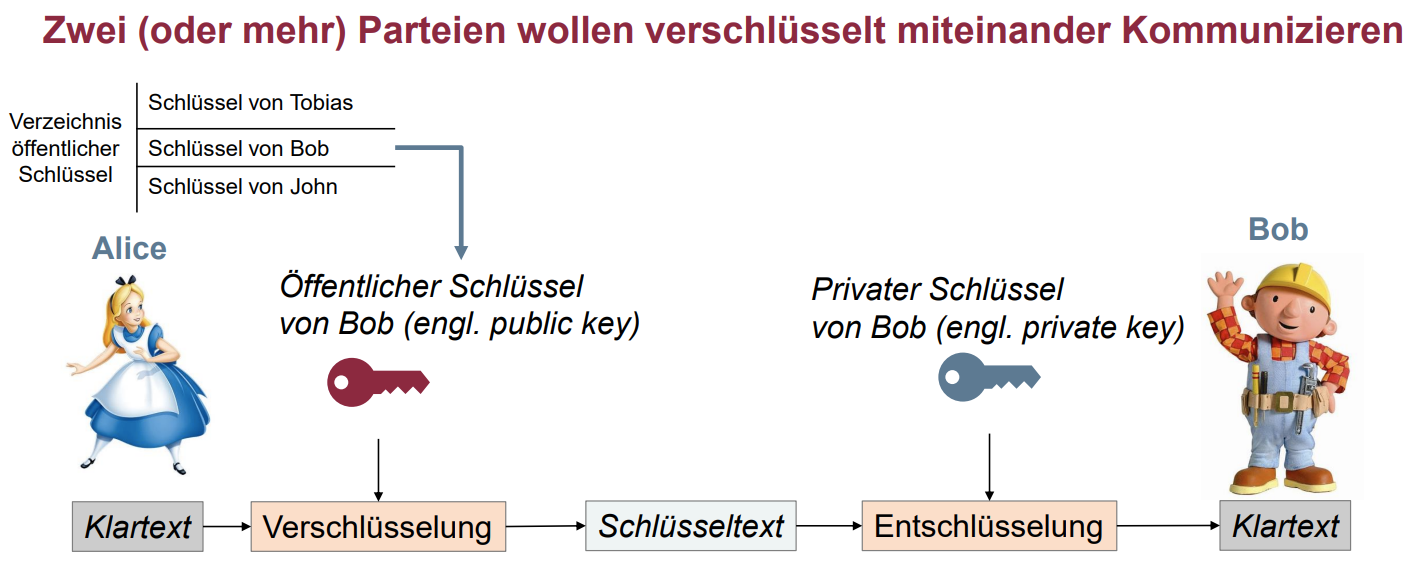 Zwei (oder mehr) Parteien wollen verschlüsselt miteinander Kommunizieren
Verzeichnis
öffentlicher
Schlüssel
Schlüssel von Tobias
Schlüssel von Bob
Schlüssel von John
Alice
Bob
Öffentlicher Schlüssel
von Bob (engl. public key)
Privater Schlüssel
von Bob (engl. private key)
Klartext
Verschlüsselung
Schlüsseltext
Entschlüsselung
Klartext